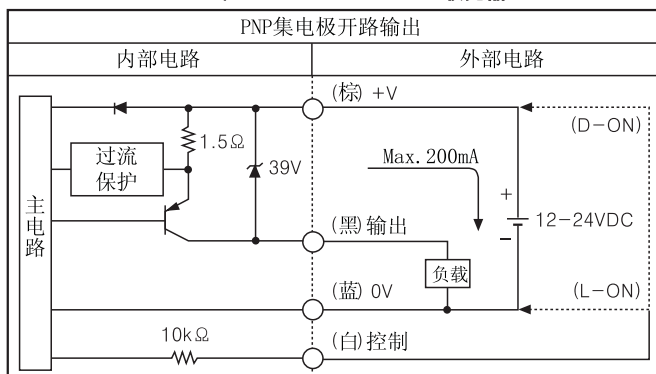 PNP集电极开路输出
内部电路
外部电路
(棕) +V
(D-ON)
1.5Ω
过流
保护
39V
Max. 200mA
主电路
+
12-24VDC
-
(黑)输出
负载
(蓝) 0V
(L-ON)
10kΩ
(白)控制